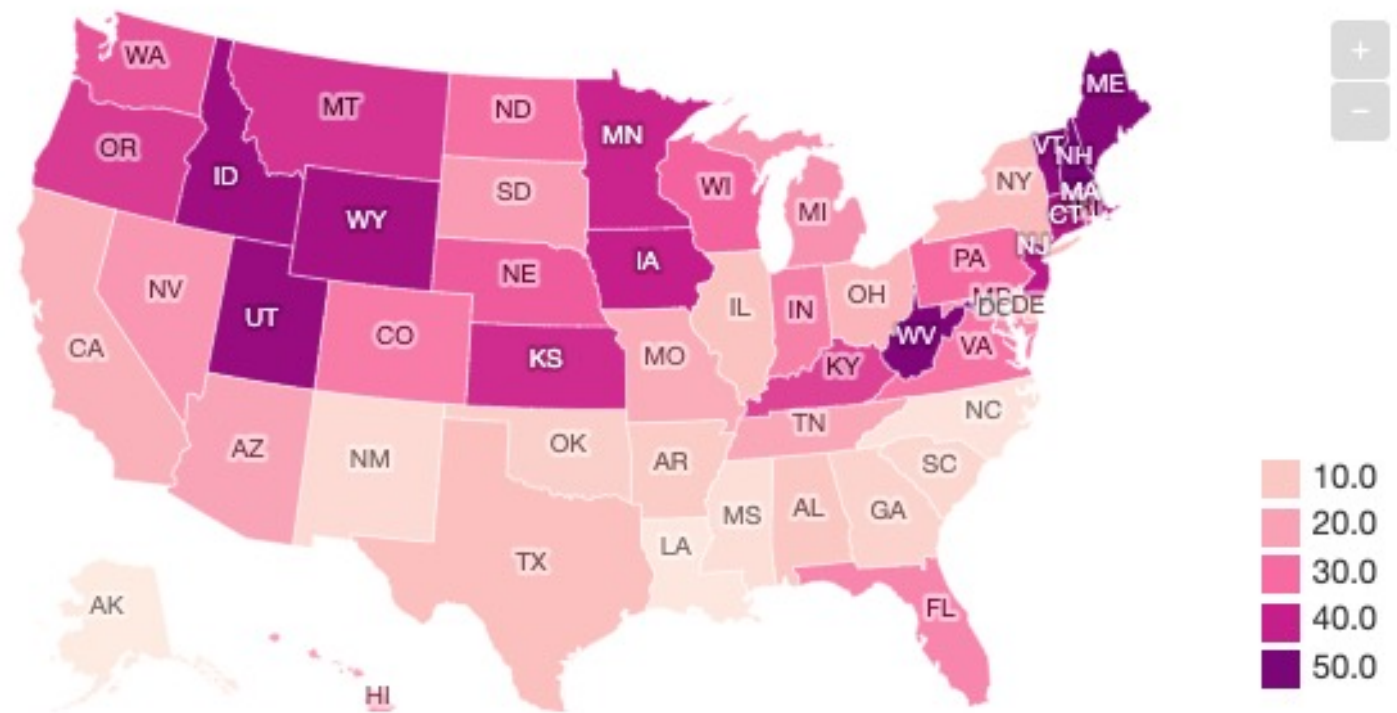 WA
ME
MT
ND
MN
VT
OR
NH
ID
WI
NY
SD
MA
WY
MI
CT
NJ
IA
PA
NE
NV
OH
DC
DE
IL
IN
UT
CO
WV
CA
KS
MO
KY
VA
NC
TN
AZ
OK
NM
AR
SC
MS
AL
GA
LA
TX
AK
FL
HI
+
−
10.0
20.0
30.0
40.0
50.0